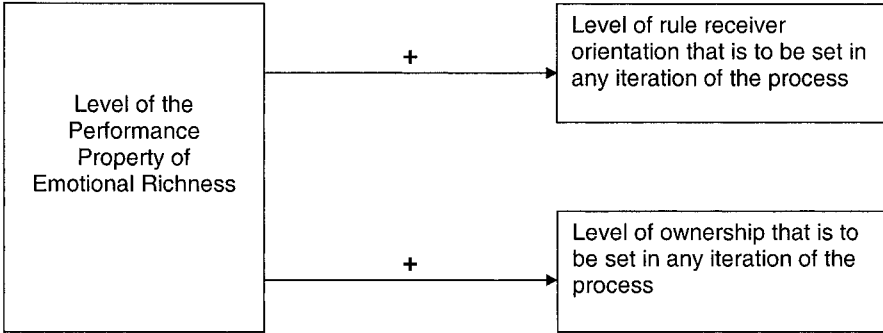 Level of the
Performance
Property of
Emotional Richness
+
Level of rule receiver
orientation that is to be set in
any iteration of the process
+
Level of ownership that is to
be set in any iteration of the
process